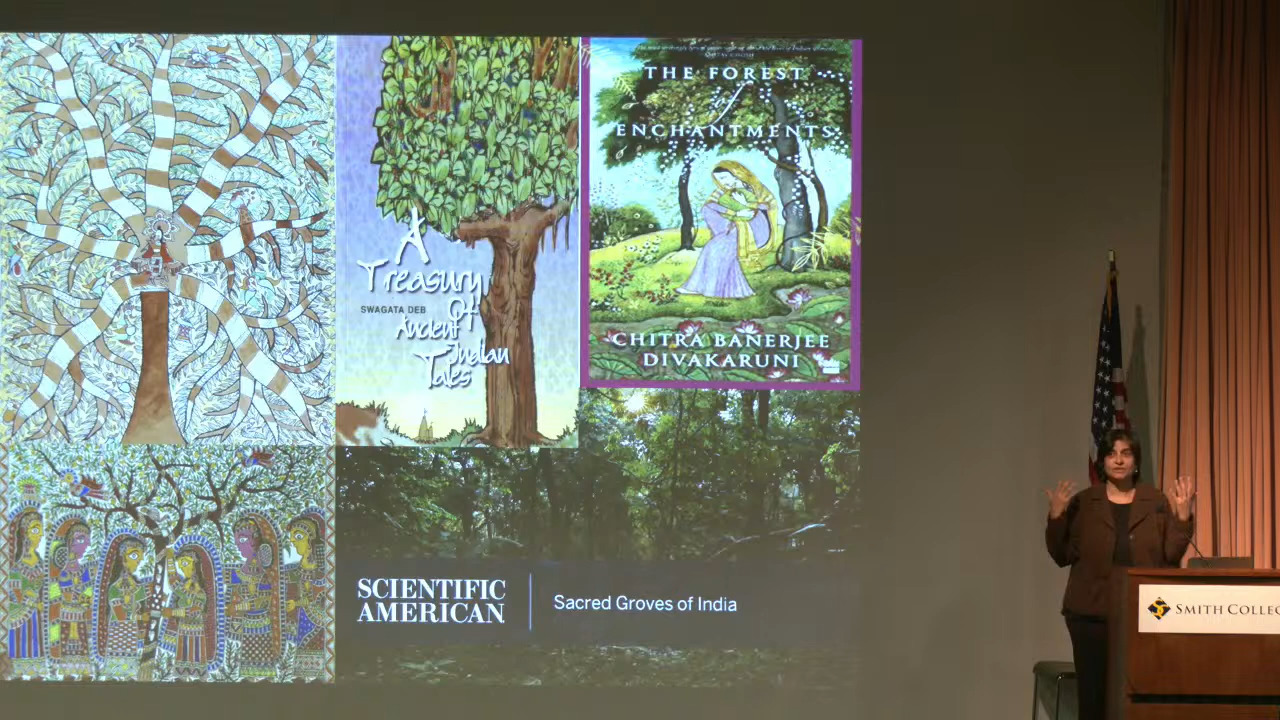 THE FOREST
of
ENCHANTMENTS
CHITRA BANERJEE
DIVAKARUNI
A
Treasury
Of
SWAGATA DEB
Ancient
Indian
Tales
SCIENTIFIC
AMERICAN
Sacred Groves of India
SMITH COLLEG